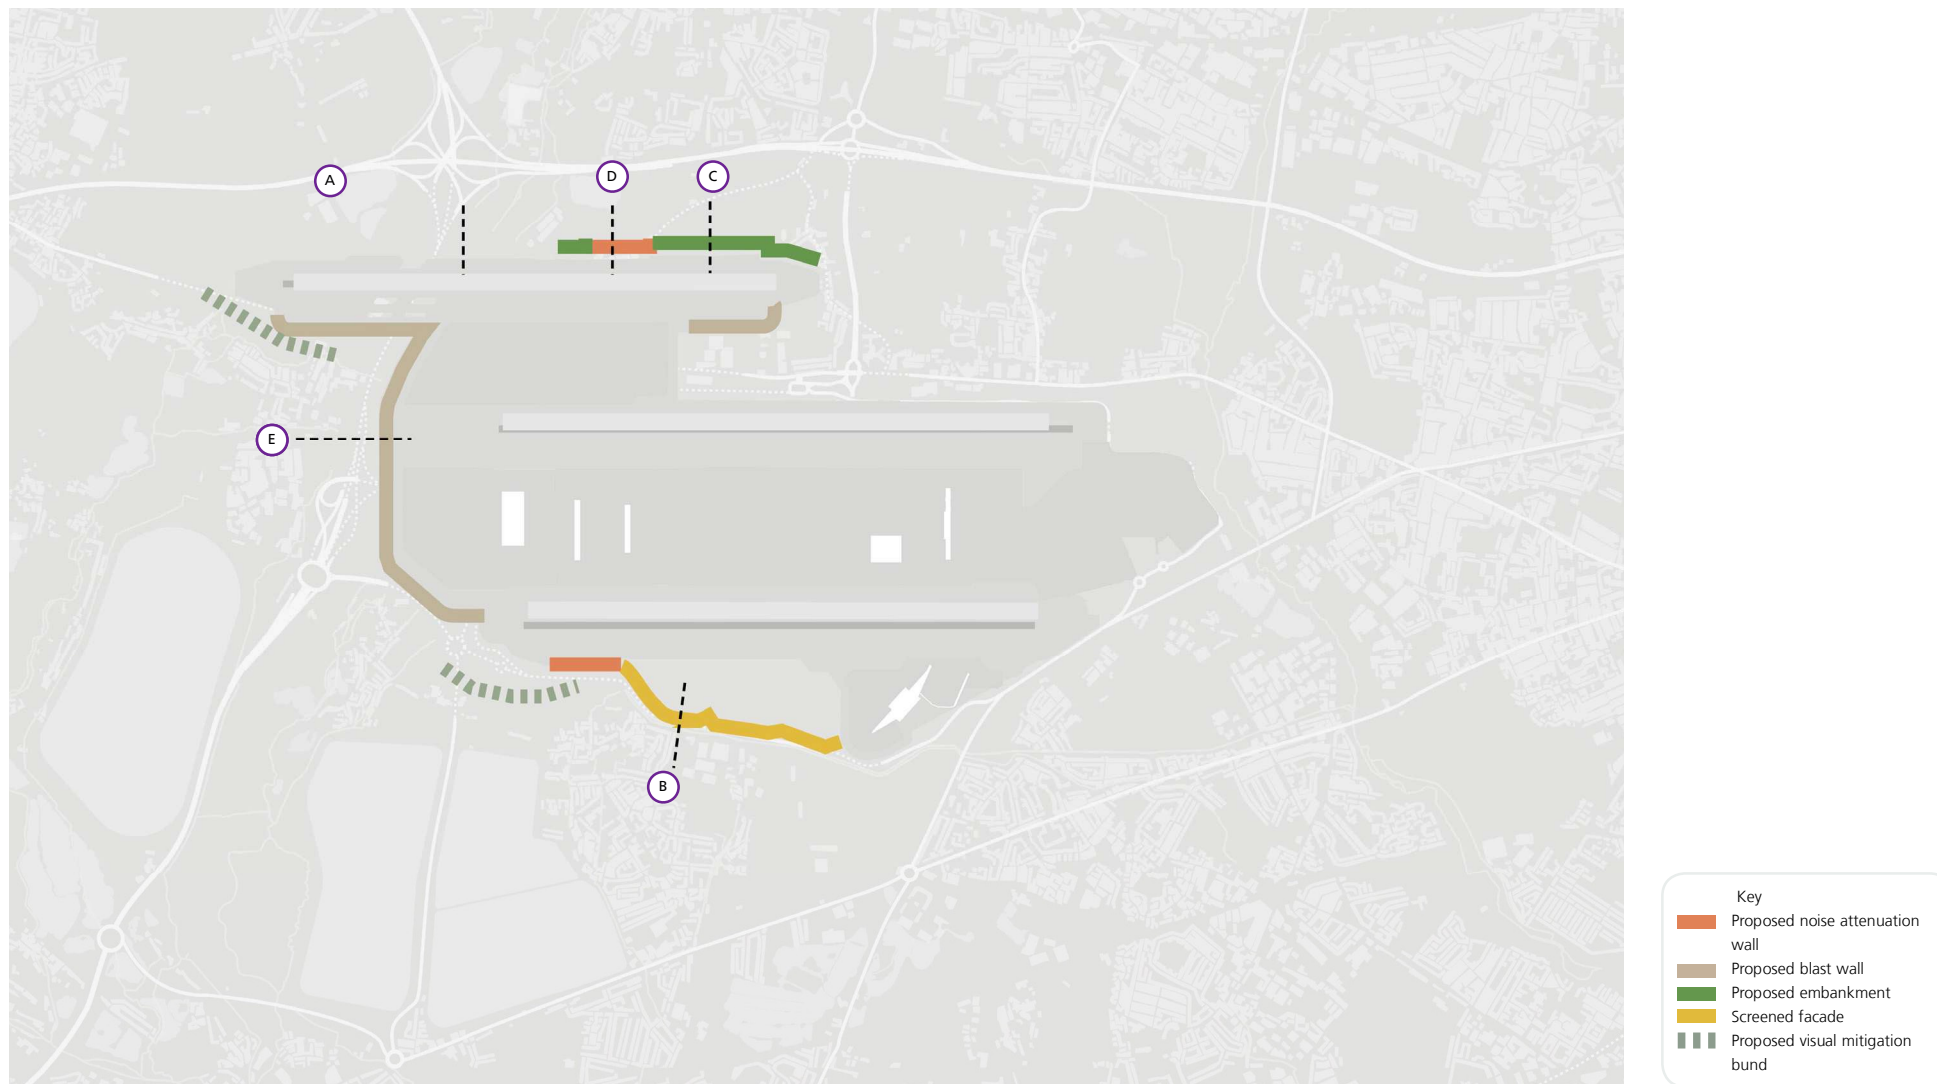 A
D
C
E
B
Key
Proposed noise attenuation
wall
Proposed blast wall
Proposed embankment
Screened facade
Proposed visual mitigation
bund